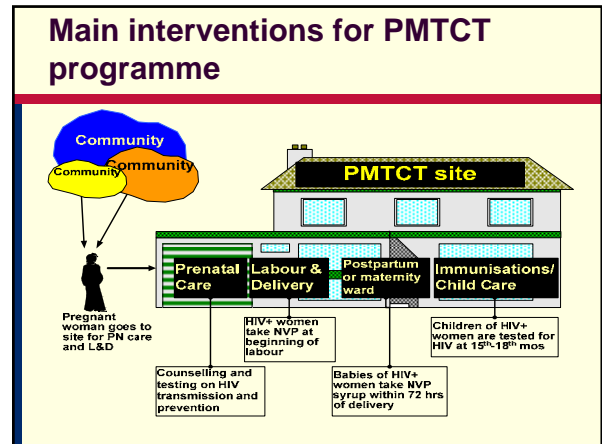 Main interventions for PMTCT
programme
Community
Community
Community
PMTCT site
Prenatal
Care
Labour &
Delivery
Postpartum
or maternity
ward
Immunisations/
Child Care
Pregnant
woman goes to
site for PN care
and L&D
HIV+ women
take NVP at
beginning of
labour
Children of HIV+
women are tested for
HIV at 15th-18th mos
Counselling and
testing on HIV
transmission and
prevention
Babies of HIV+
women take NVP
syrup within 72 hrs
of delivery